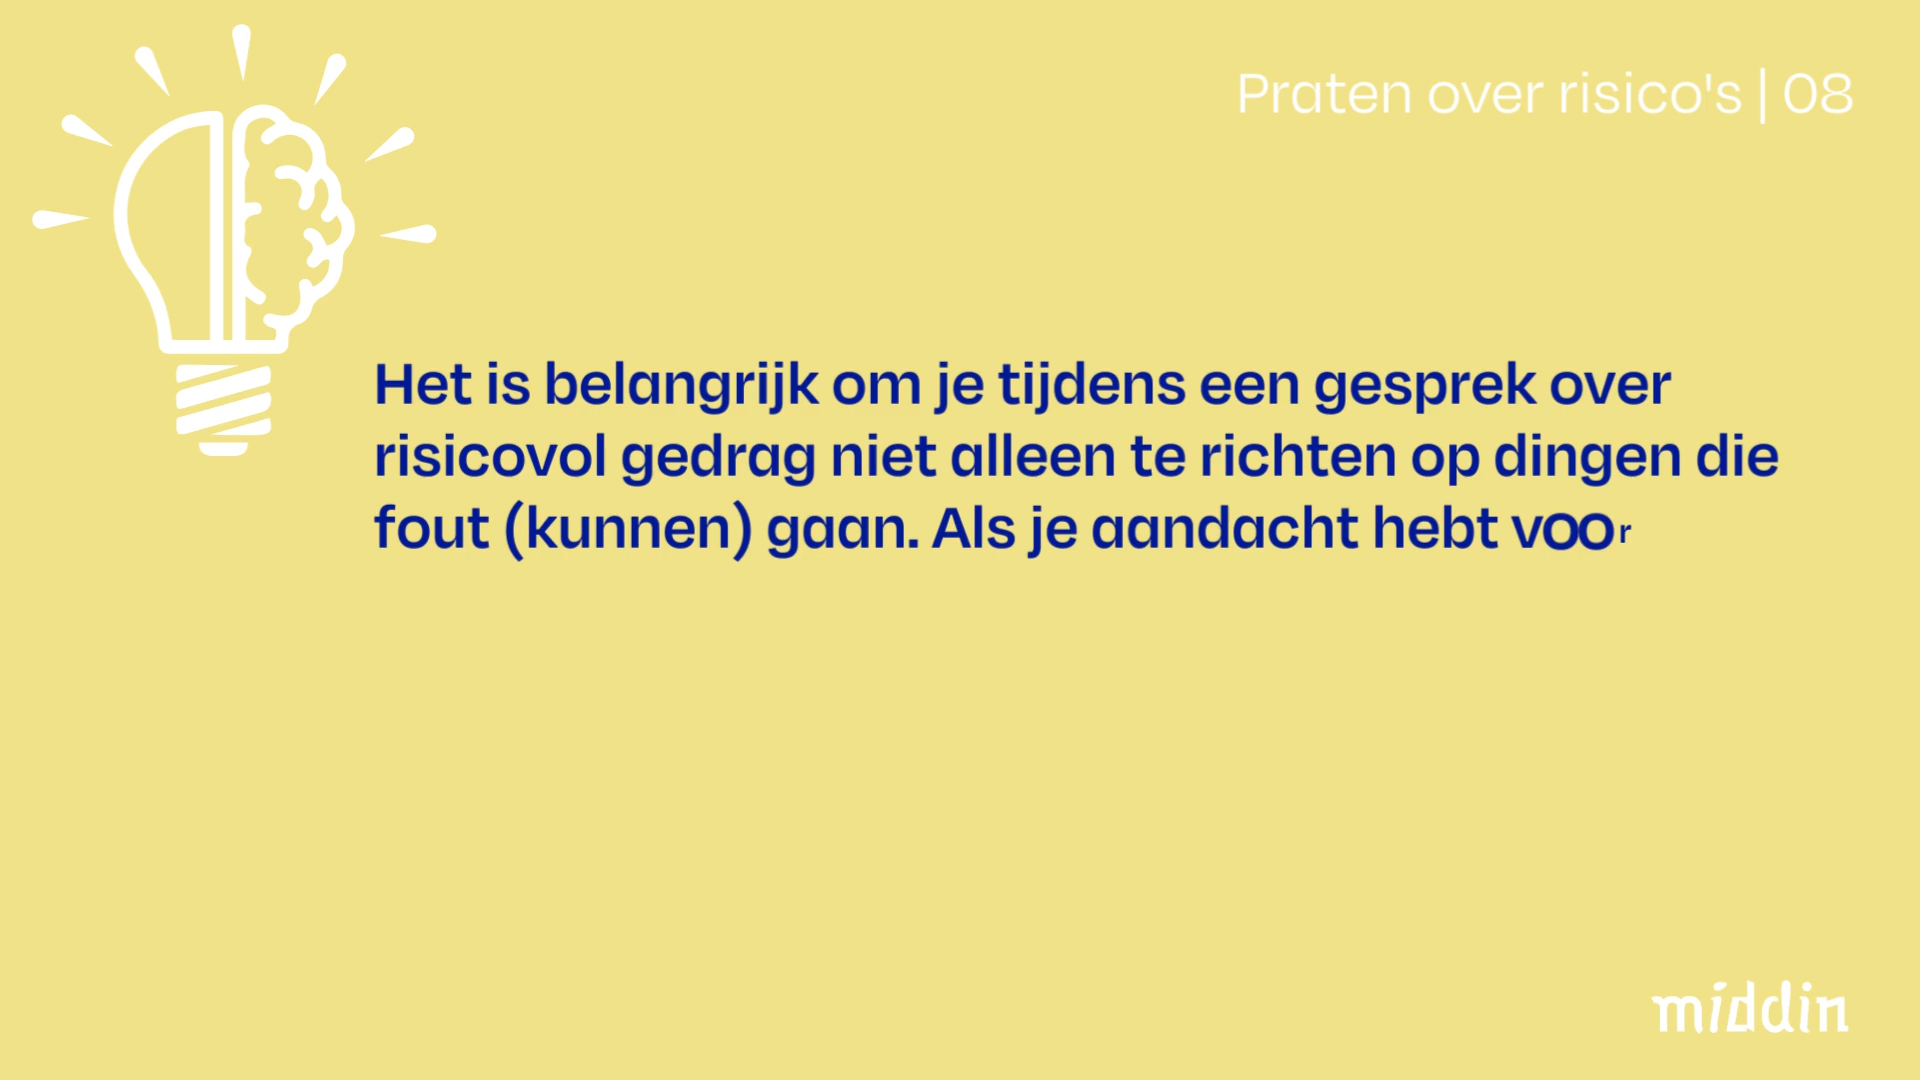 Praten over risico's | 08
Het is belangrijk om je tijdens een gesprek over
risicovol gedrag niet alleen te richten op dingen die
fout (kunnen) gaan. Als je aandacht hebt voor
middin